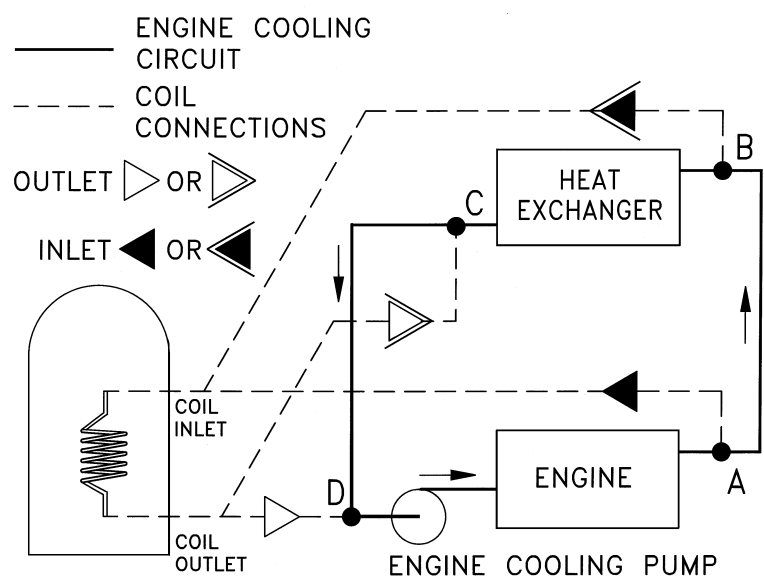 ENGINE COOLING
CIRCUIT
COIL
CONNECTIONS
OUTLET OR
INLET OR
B
HEAT
EXCHANGER
C
COIL
INLET
ENGINE
A
D
COIL
OUTLET
ENGINE COOLING PUMP